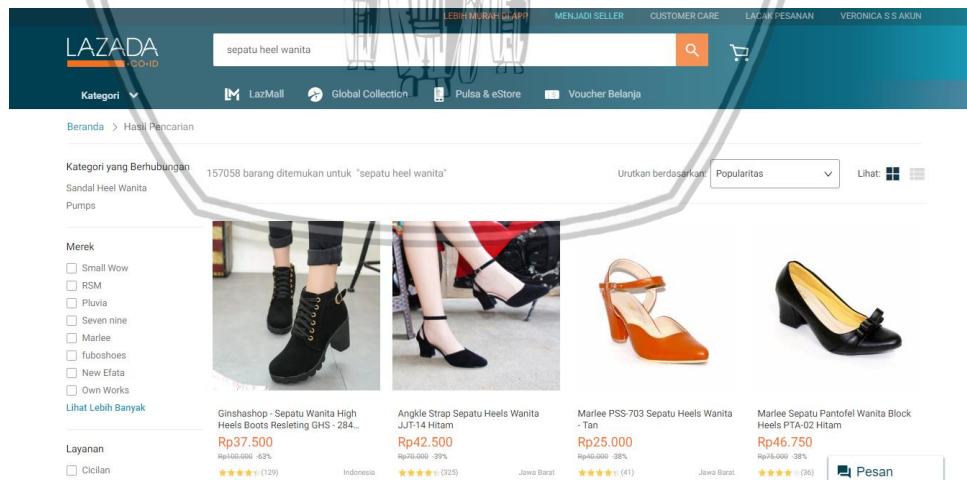 LEBIH MURAH DI APP MENJADI SELLER CUSTOMER CARE LACAK PESANAN VERONICA S S AKUN
LAZADA
.CO.ID
sepatu heel wanita
Kategori LazMall Global Collection Pulsa & eStore Voucher Belanja
Beranda > Hasil Pencarian
Kategori yang Berhubungan
Sandal Heel Wanita
Pumps
157058 barang ditemukan untuk "sepatu heel wanita"
Urutkan berdasarkan: Popularitas Lihat:
Merek
Small Wow
RSM
Pluvia
Seven nine
Marlee
fuboshoes
New Efata
Own Works
Lihat Lebih Banyak
Layanan
Cicilan
Ginshashop - Sepatu Wanita High
Heels Boots Resleting GHS - 284...
Rp37.500
Rp100.000 -63%
(129) Indonesia
Angkle Strap Sepatu Heels Wanita
JJT-14 Hitam
Rp42.500
Rp70.000 -39%
(325) Jawa Barat
Marlee PSS-703 Sepatu Heels Wanita
- Tan
Rp25.000
Rp40.000 -38%
(41) Jawa Barat
Marlee Sepatu Pantofel Wanita Block
Heels PTA-02 Hitam
Rp46.750
Rp75.000 -38%
(36)
Pesan